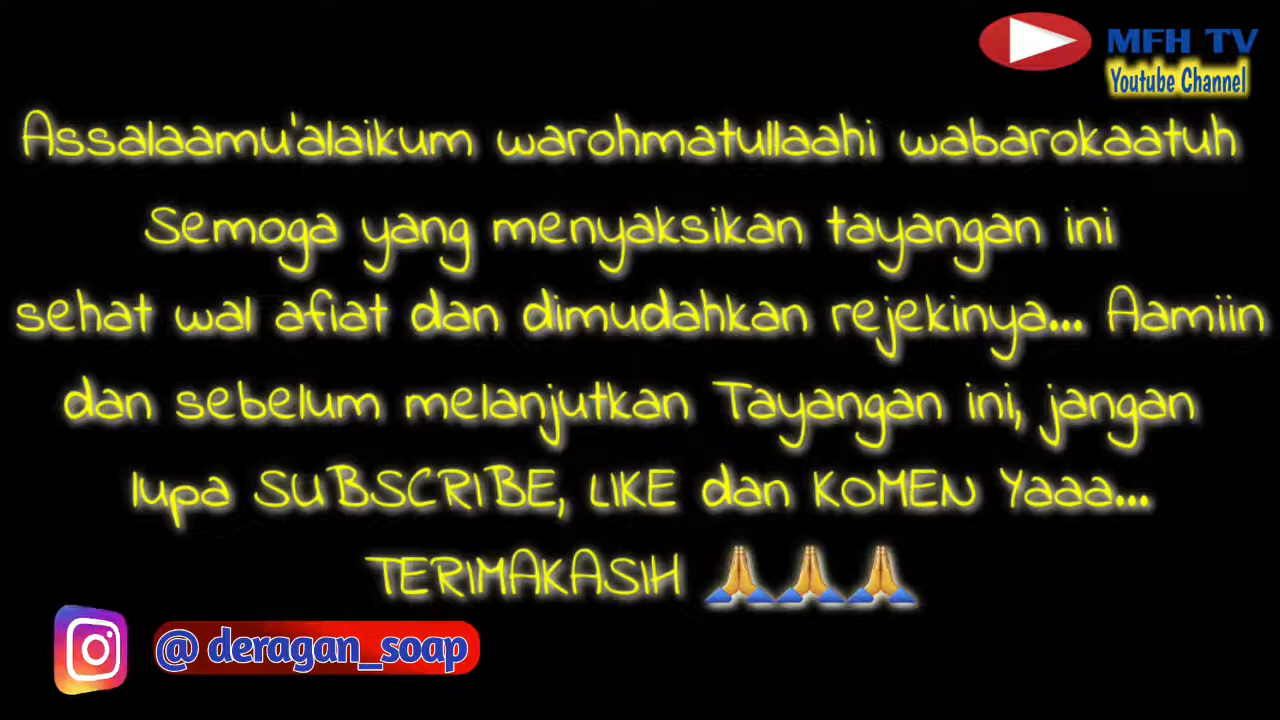 MFH TV
Youtube Channel
Assalaamu'alaikum warohmatullaahi wabarokaatuh
Semoga yang menyaksikan tayangan ini
sehat wal afiat dan dimudahkan rejekinya... Aamiin
dan sebelum melanjutkan Tayangan ini, jangan
lupa SUBSCRIBE, LIKE dan KOMEN Yaaa...
TERIMAKASIH 🙏🙏🙏
@ deragan_soap